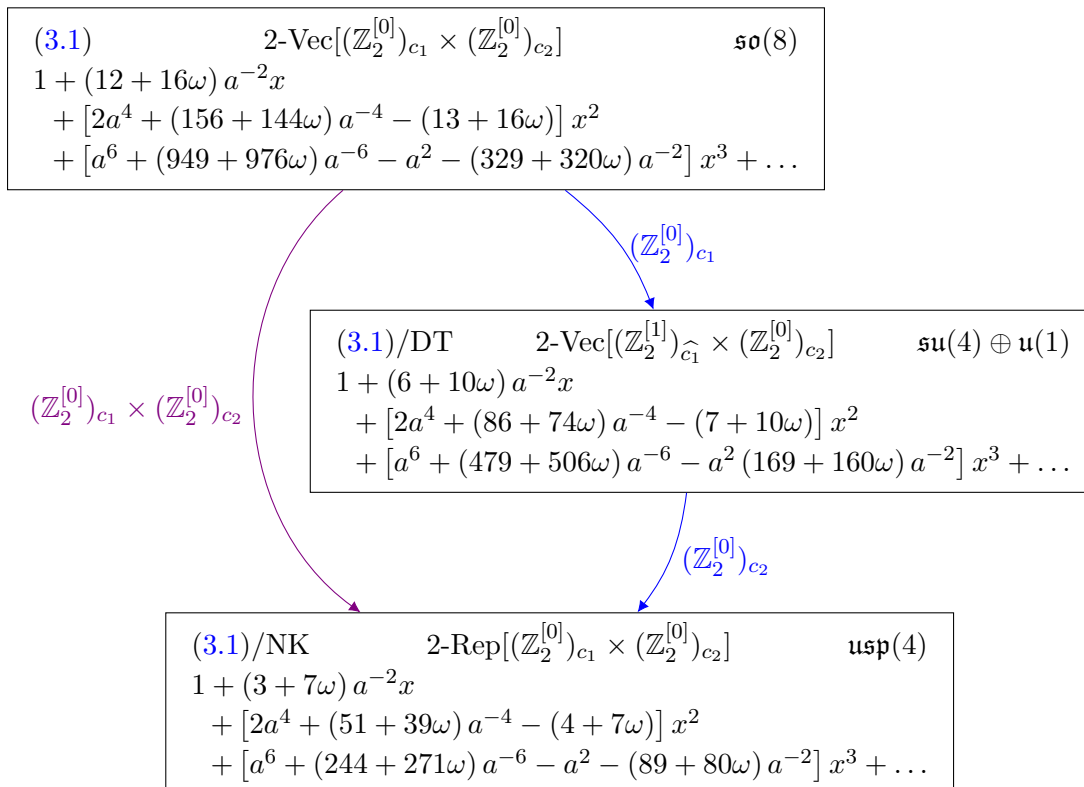 (3.1) 2-Vec[(ℤ₂^{[0]})_{c₁} × (ℤ₂^{[0]})_{c₂}] 𝔰𝔬(8)
1 + (12 + 16ω) a^{−2}x
+ [2a⁴ + (156 + 144ω) a^{−4} − (13 + 16ω)] x²
+ [a⁶ + (949 + 976ω) a^{−6} − a² − (329 + 320ω) a^{−2}] x³ + …
(ℤ₂^{[0]})_{c₁}
(3.1)/DT 2-Vec[(ℤ₂^{[1]})_{\widehat{c₁}} × (ℤ₂^{[0]})_{c₂}] 𝔰𝔲(4) ⊕ 𝔲(1)
1 + (6 + 10ω) a^{−2}x
+ [2a⁴ + (86 + 74ω) a^{−4} − (7 + 10ω)] x²
+ [a⁶ + (479 + 506ω) a^{−6} − a² (169 + 160ω) a^{−2}] x³ + …
(ℤ₂^{[0]})_{c₁} × (ℤ₂^{[0]})_{c₂}
(ℤ₂^{[0]})_{c₂}
(3.1)/NK 2-Rep[(ℤ₂^{[0]})_{c₁} × (ℤ₂^{[0]})_{c₂}] 𝔲𝔰𝔭(4)
1 + (3 + 7ω) a^{−2}x
+ [2a⁴ + (51 + 39ω) a^{−4} − (4 + 7ω)] x²
+ [a⁶ + (244 + 271ω) a^{−6} − a² − (89 + 80ω) a^{−2}] x³ + …